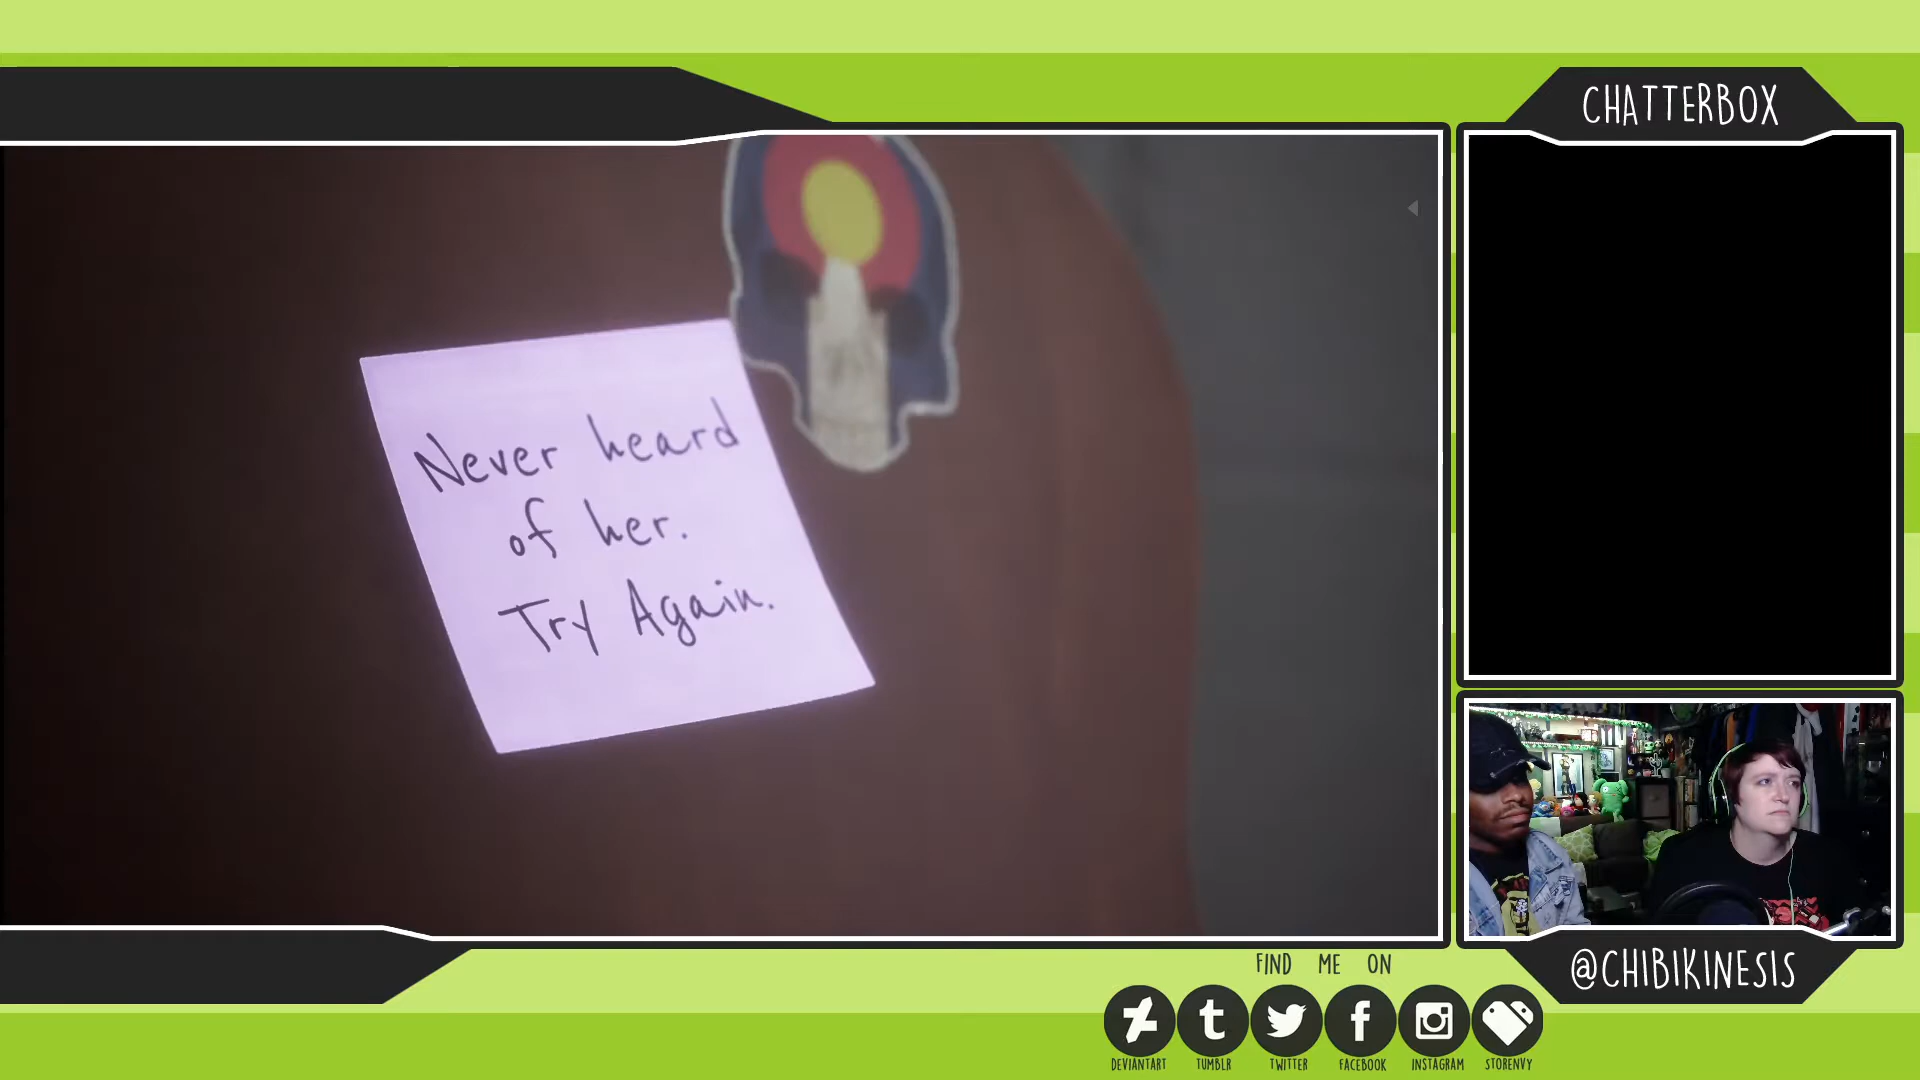 CHATTERBOX
Never heard
of her.
Try Again.
@CHIBIKINESIS
FIND ME ON
DEVIANTART
TUMBLR
TWITTER
FACEBOOK
INSTAGRAM
STORENVY